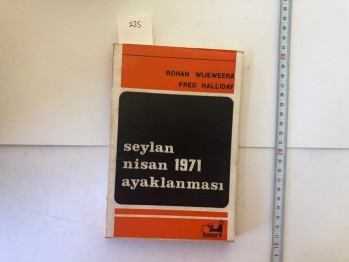 235
ROHAN WIJEWEERA
FRED HALLIDAY
seylan
nisan 1971
ayaklanması